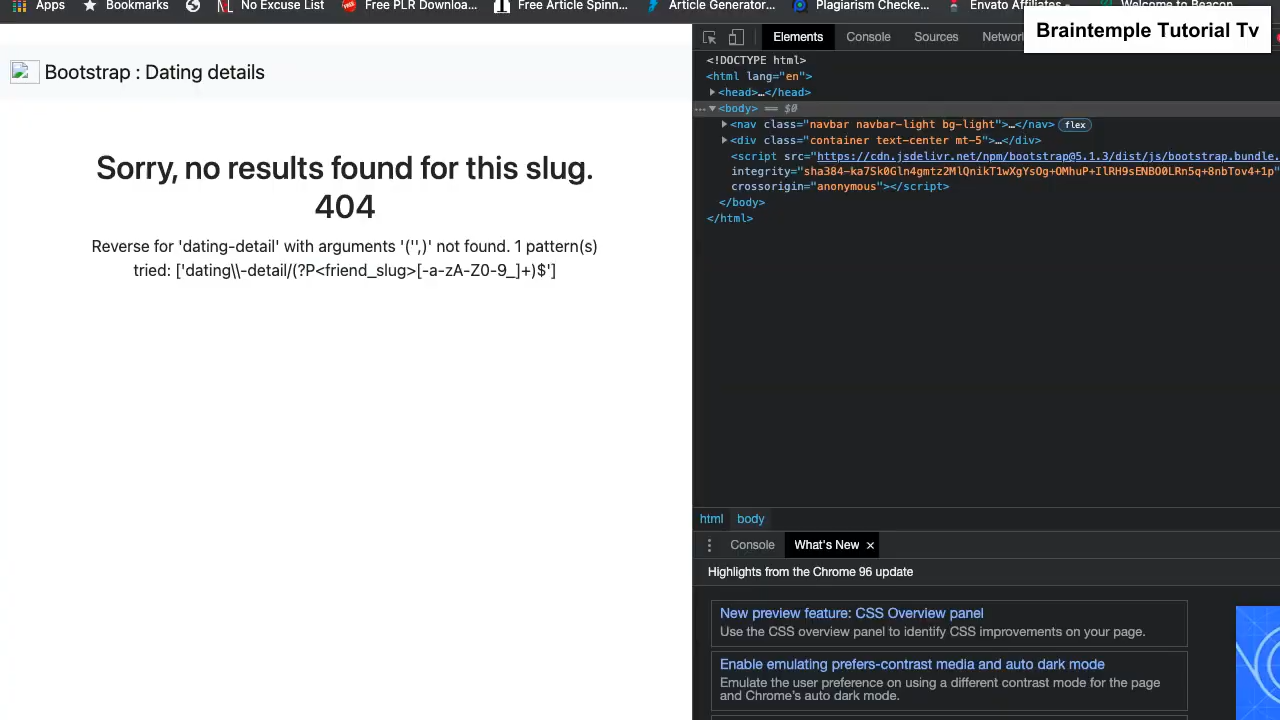 Apps Bookmarks No Excuse List Free PLR Downloa... Free Article Spinn... Article Generator... Plagiarism Checke... Envato Affiliates Welcome to Beacon
Braintemple Tutorial Tv
Elements Console Sources Network
Bootstrap : Dating details
Sorry, no results found for this slug.
404
Reverse for 'dating-detail' with arguments '('',)' not found. 1 pattern(s)
tried: ['dating\\-detail/(?P<friend_slug>[-a-zA-Z0-9_]+)$']
<!DOCTYPE html>
<html lang="en">
<head>…</head>
<body> == $0
<nav class="navbar navbar-light bg-light">…</nav> flex
<div class="container text-center mt-5">…</div>
<script src="https://cdn.jsdelivr.net/npm/bootstrap@5.1.3/dist/js/bootstrap.bundle.
integrity="sha384-ka7Sk0Gln4gmtz2MlQnikT1wXgYsOg+OMhuP+IlRH9sENBO0LRn5q+8nbTov4+1p"
crossorigin="anonymous"></script>
</body>
</html>
html body
Console What's New ×
Highlights from the Chrome 96 update
New preview feature: CSS Overview panel
Use the CSS overview panel to identify CSS improvements on your page.
Enable emulating prefers-contrast media and auto dark mode
Emulate the user preference on using a different contrast mode for the page
and Chrome's auto dark mode.